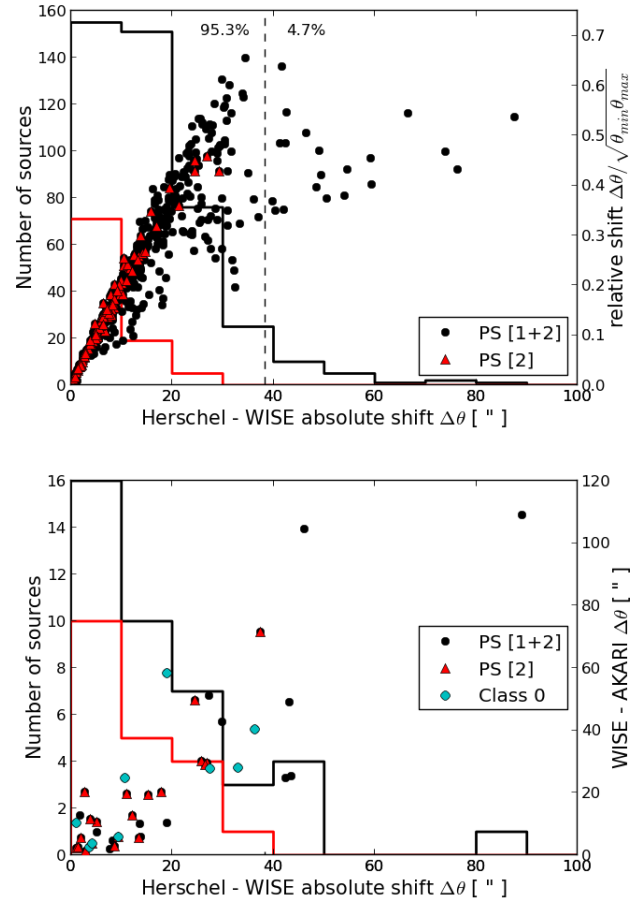 160
140
120
100
80
60
40
20
0
Number of sources
95.3%
4.7%
0.7
0.6
0.5
0.4
0.3
0.2
0.1
0.0
relative shift Δθ/√θ_min θ_max
PS [1+2]
PS [2]
0 20 40 60 80 100
Herschel - WISE absolute shift Δθ [ " ]
16
14
12
10
8
6
4
2
0
Number of sources
120
100
80
60
40
20
0
WISE - AKARI Δθ [ " ]
PS [1+2]
PS [2]
Class 0
0 20 40 60 80 100
Herschel - WISE absolute shift Δθ [ " ]